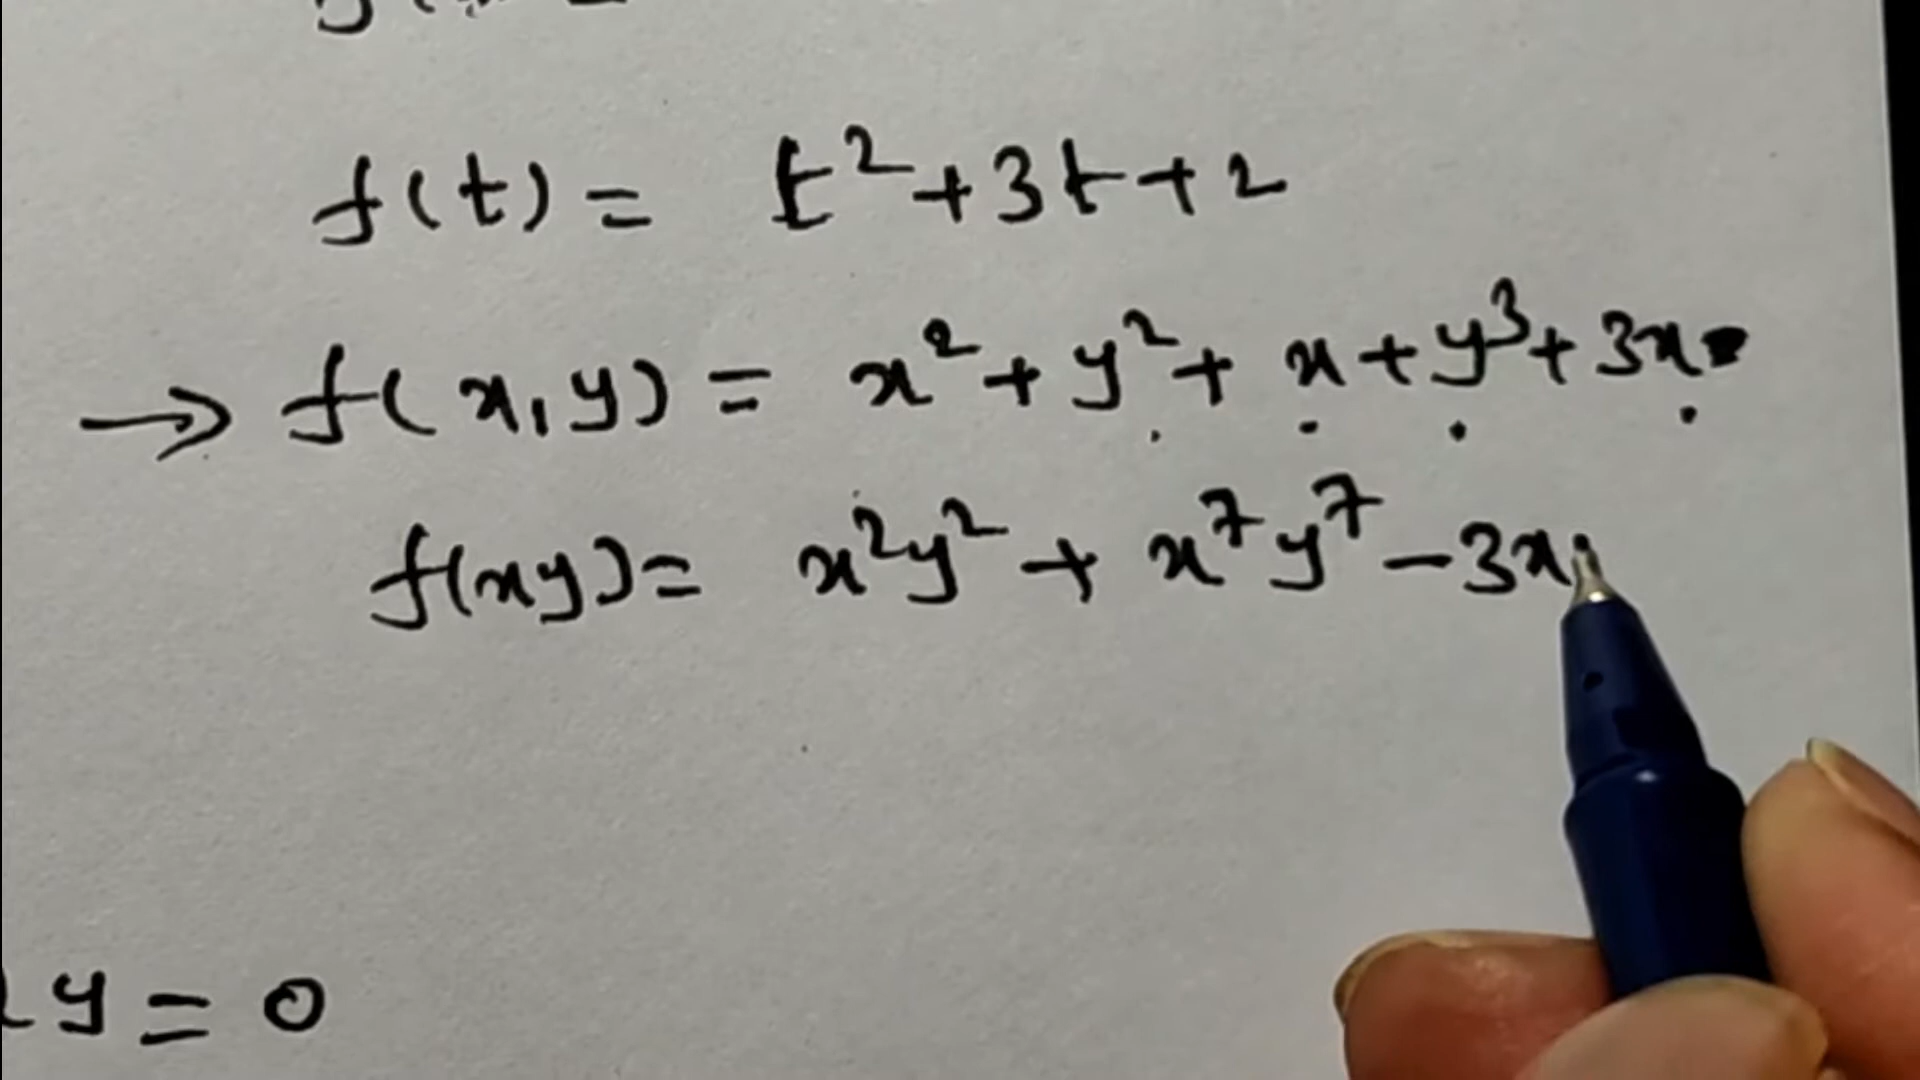 f(t) = t²+3t+2
→ f(x,y) = x²+y²+x+y³+3x
f(xy)= x²y² + x⁷y⁷ -3x
y = 0